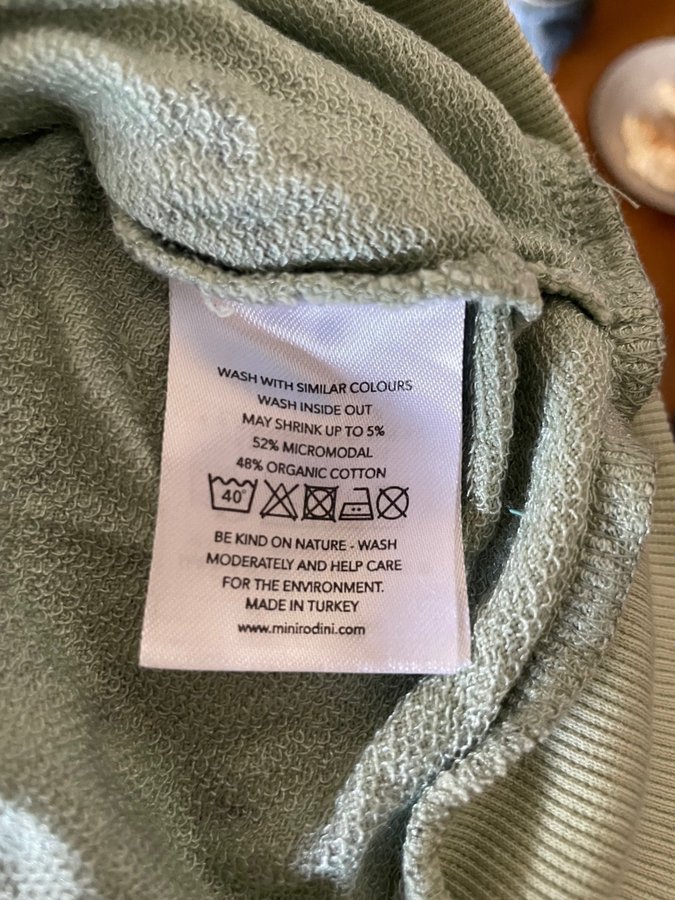 WASH WITH SIMILAR COLOURS
WASH INSIDE OUT
MAY SHRINK UP TO 5%
52% MICROMODAL
48% ORGANIC COTTON
40°
BE KIND ON NATURE - WASH
MODERATELY AND HELP CARE
FOR THE ENVIRONMENT.
MADE IN TURKEY
www.minirodini.com